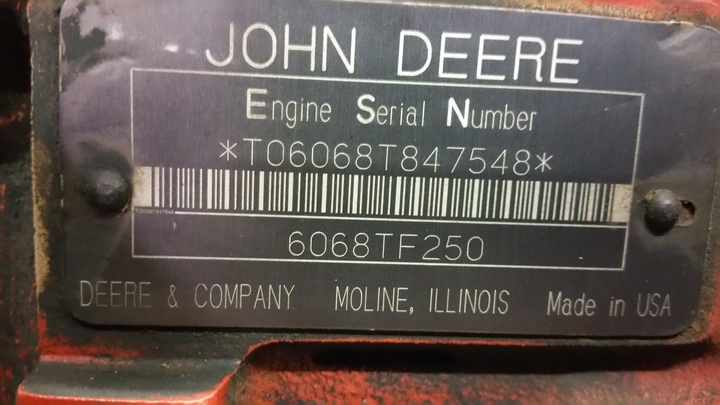 JOHN DEERE
Engine Serial Number
*T06068T847548*
6068TF250
DEERE & COMPANY MOLINE, ILLINOIS Made in USA